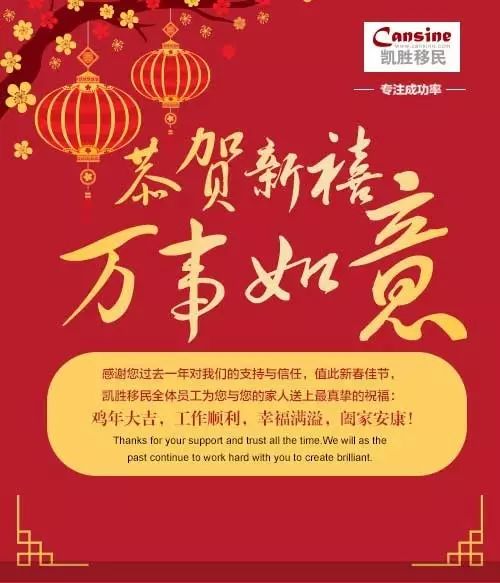 Cansine
www.cansine.com
凯胜移民
专注成功率
恭贺新禧
万事如意
感谢您过去一年对我们的支持与信任，值此新春佳节，
凯胜移民全体员工为您与您的家人送上最真挚的祝福：
鸡年大吉，工作顺利，幸福满溢，阖家安康！
Thanks for your support and trust all the time.We will as the
past continue to work hard with you to create brilliant.